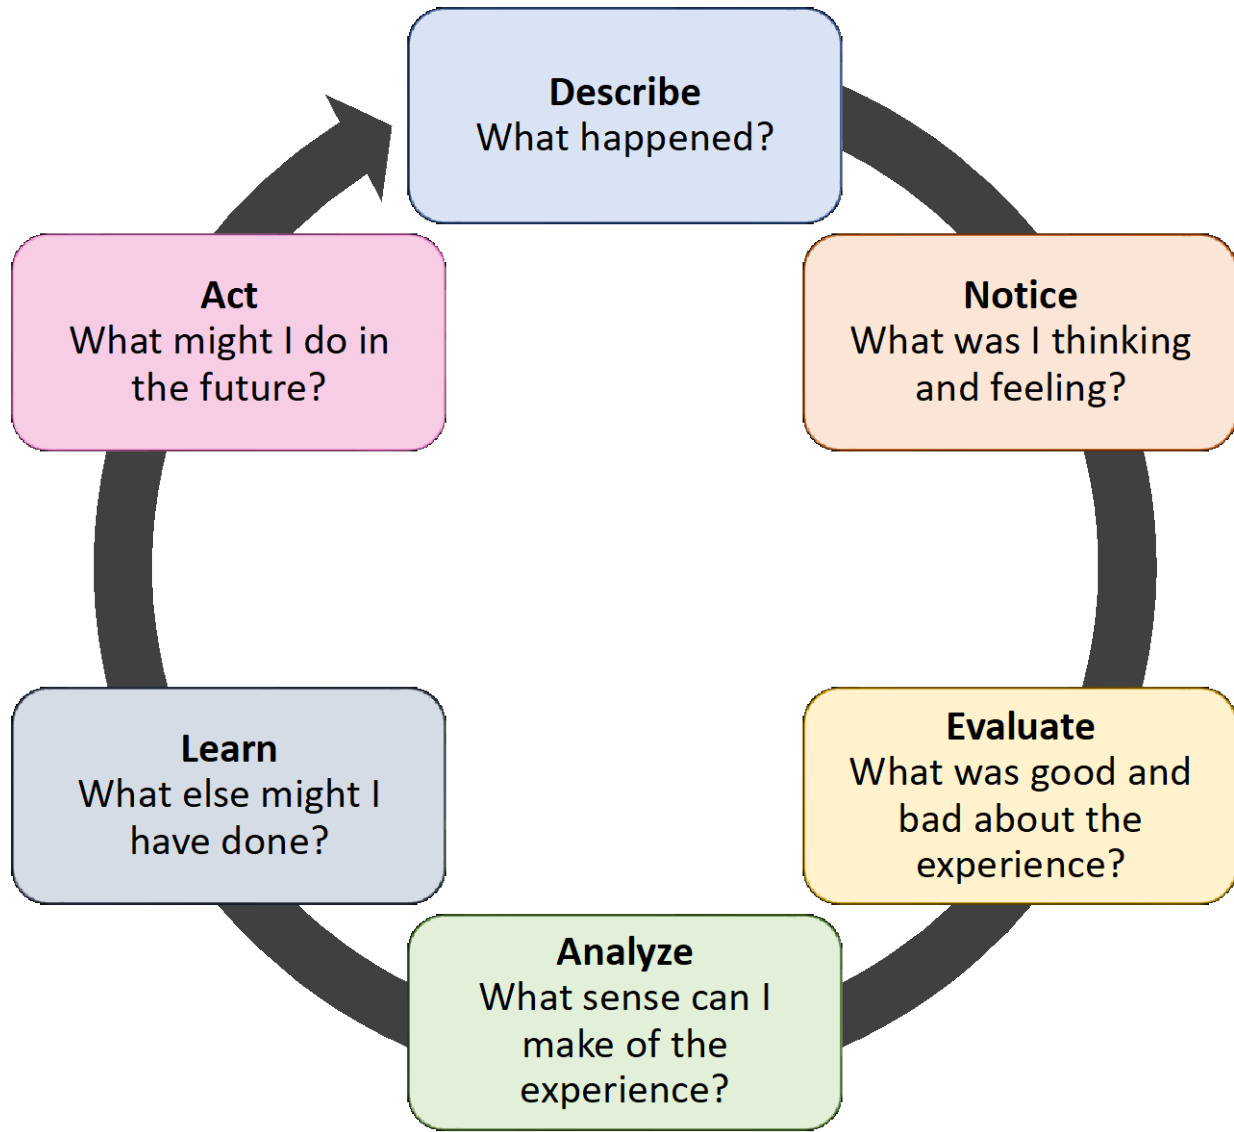 Describe
What happened?
Notice
What was I thinking
and feeling?
Evaluate
What was good and
bad about the
experience?
Analyze
What sense can I
make of the
experience?
Learn
What else might I
have done?
Act
What might I do in
the future?